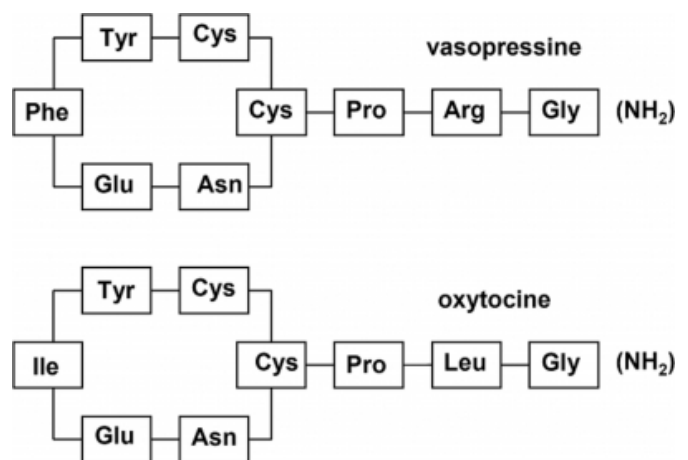 Tyr Cys
vasopressine
Phe Cys Pro Arg Gly (NH₂)
Glu Asn
Tyr Cys
oxytocine
Ile Cys Pro Leu Gly (NH₂)
Glu Asn